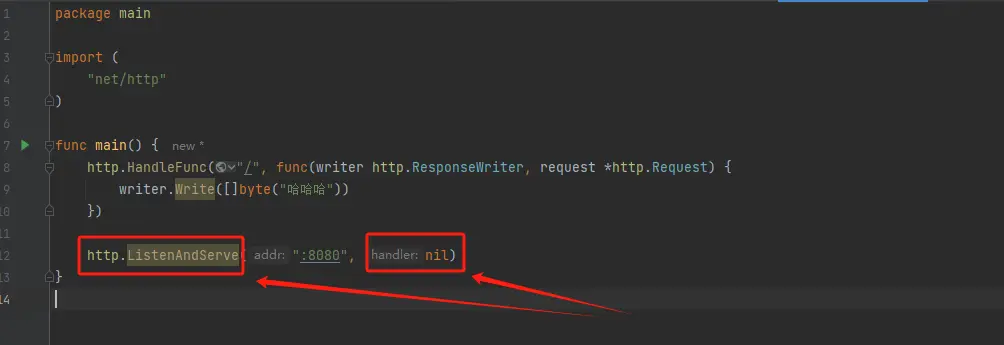 1 package main
2
3 import (
4 "net/http"
5 )
6
7 func main() { new *
8 http.HandleFunc("/", func(writer http.ResponseWriter, request *http.Request) {
9 writer.Write([]byte("哈哈哈"))
10 })
11
12 http.ListenAndServe( addr: ":8080", handler: nil)
13 }
14